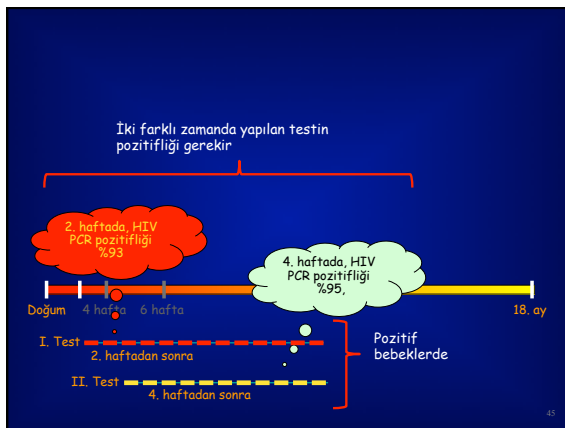 İki farklı zamanda yapılan testin
pozitifliği gerekir
2. haftada, HIV
PCR pozitifliği
%93
4. haftada, HIV
PCR pozitifliği
%95,
Doğum
4 hafta
6 hafta
18. ay
I. Test
2. haftadan sonra
II. Test
4. haftadan sonra
Pozitif
bebeklerde
45